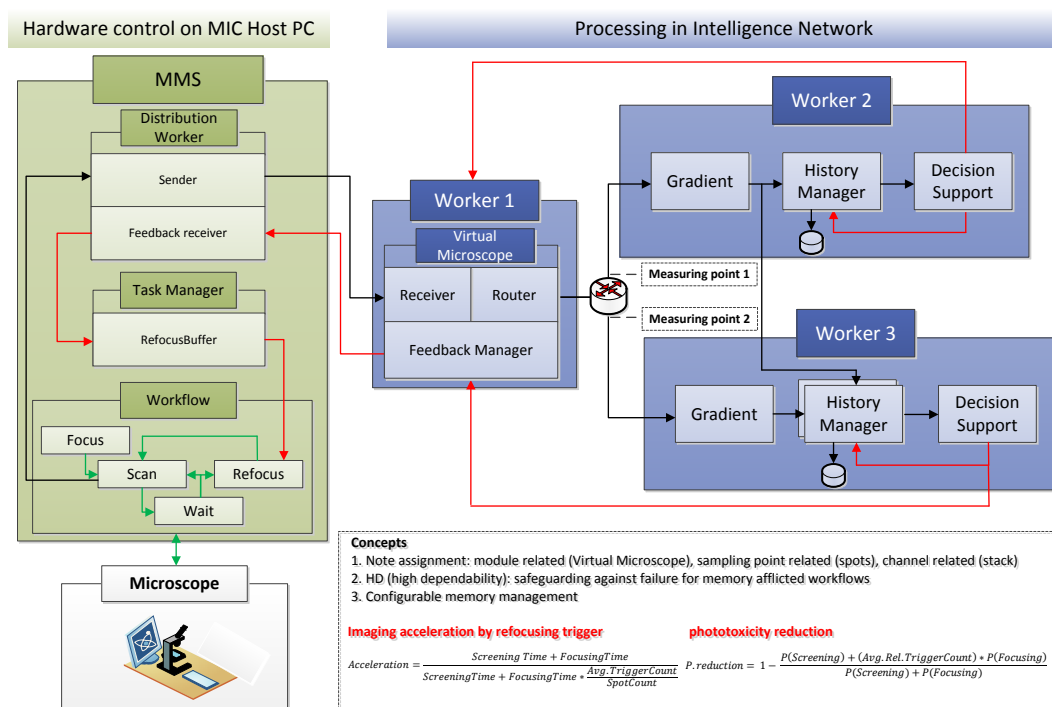 Hardware control on MIC Host PC
Processing in Intelligence Network
MMS
Distribution
Worker
Sender
Feedback receiver
Task Manager
RefocusBuffer
Workflow
Focus
Scan
Refocus
Wait
Microscope
Worker 1
Virtual
Microscope
Receiver
Router
Feedback Manager
Measuring point 1
Measuring point 2
Worker 2
Gradient
History
Manager
Decision
Support
Worker 3
Gradient
History
Manager
Decision
Support
Concepts
1. Note assignment: module related (Virtual Microscope), sampling point related (spots), channel related (stack)
2. HD (high dependability): safeguarding against failure for memory afflicted workflows
3. Configurable memory management
Imaging acceleration by refocusing trigger
Acceleration = Screening Time + FocusingTime / ScreeningTime + FocusingTime * Avg.TriggerCount / SpotCount
phototoxicity reduction
P.reduction = 1 − P(Screening) + (Avg.Rel.TriggerCount) * P(Focusing) / P(Screening) + P(Focusing)